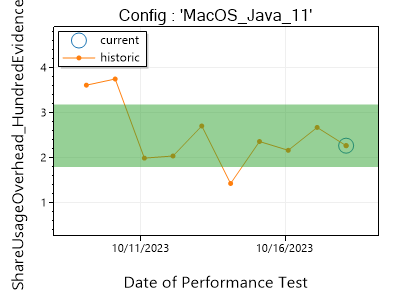 Config : 'MacOS_Java_11'
current
historic
ShareUsageOverhead_HundredEvidence
4
3
2
1
10/11/2023
10/16/2023
Date of Performance Test